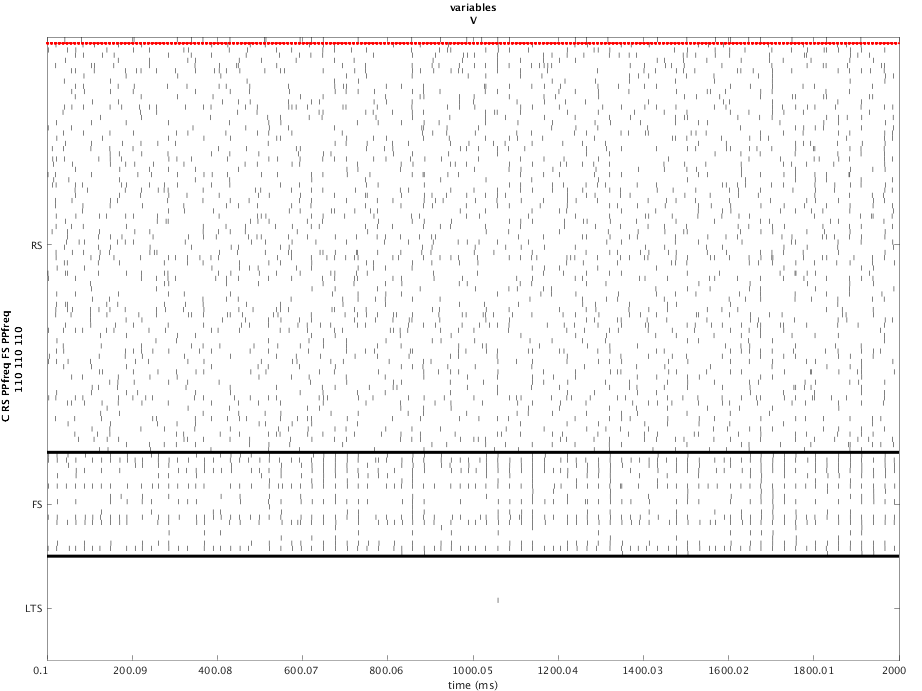 variables
V
C RS PPfreq FS PPfreq
110 110 110
RS
FS
LTS
0.1 200.09 400.08 600.07 800.06 1000.05 1200.04 1400.03 1600.02 1800.01 2000
time (ms)